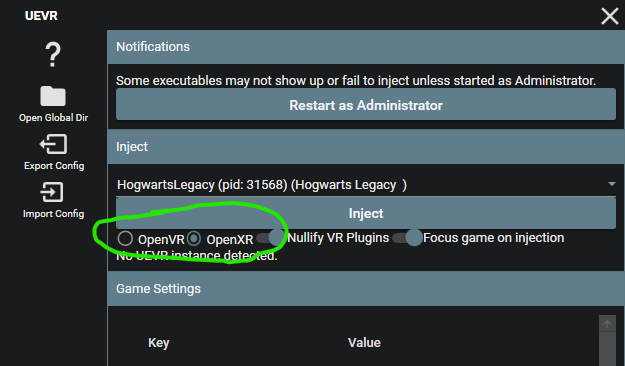 UEVR
?
Open Global Dir
Export Config
Import Config
Notifications
Some executables may not show up or fail to inject unless started as Administrator.
Restart as Administrator
Inject
HogwartsLegacy (pid: 31568) (Hogwarts Legacy )
Inject
OpenVR OpenXR Nullify VR Plugins Focus game on injection
No UEVR instance detected.
Game Settings
Key Value